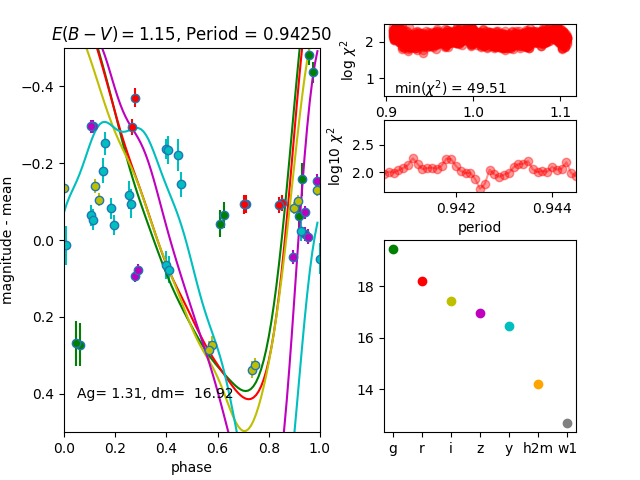 E(B − V) = 1.15, Period = 0.94250
−0.4
−0.2
0.0
0.2
0.4
magnitude - mean
Ag= 1.31, dm=  16.92
0.0 0.2 0.4 0.6 0.8 1.0
phase
log χ²
2
1
min(χ²) = 49.51
0.9 1.0 1.1
log10 χ²
2.5
2.0
0.942 0.944
period
18
16
14
g r i z y h2m w1